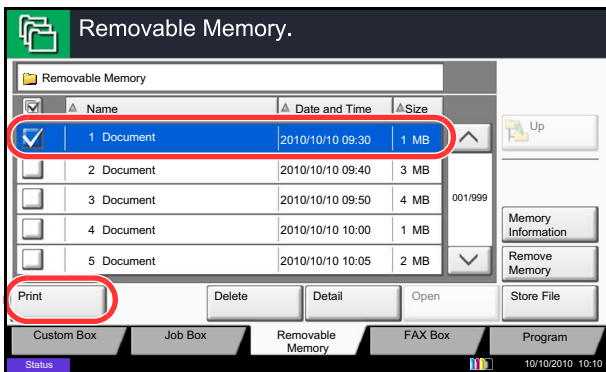 Removable Memory.
Removable Memory
Name Date and Time Size
1 Document 2010/10/10 09:30 1 MB
Up
2 Document 2010/10/10 09:40 3 MB
3 Document 2010/10/10 09:50 4 MB
001/999
4 Document 2010/10/10 10:00 1 MB
Memory
Information
5 Document 2010/10/10 10:05 2 MB
Remove
Memory
Print Delete Detail Open Store File
Custom Box Job Box Removable
Memory FAX Box Program
Status 10/10/2010 10:10